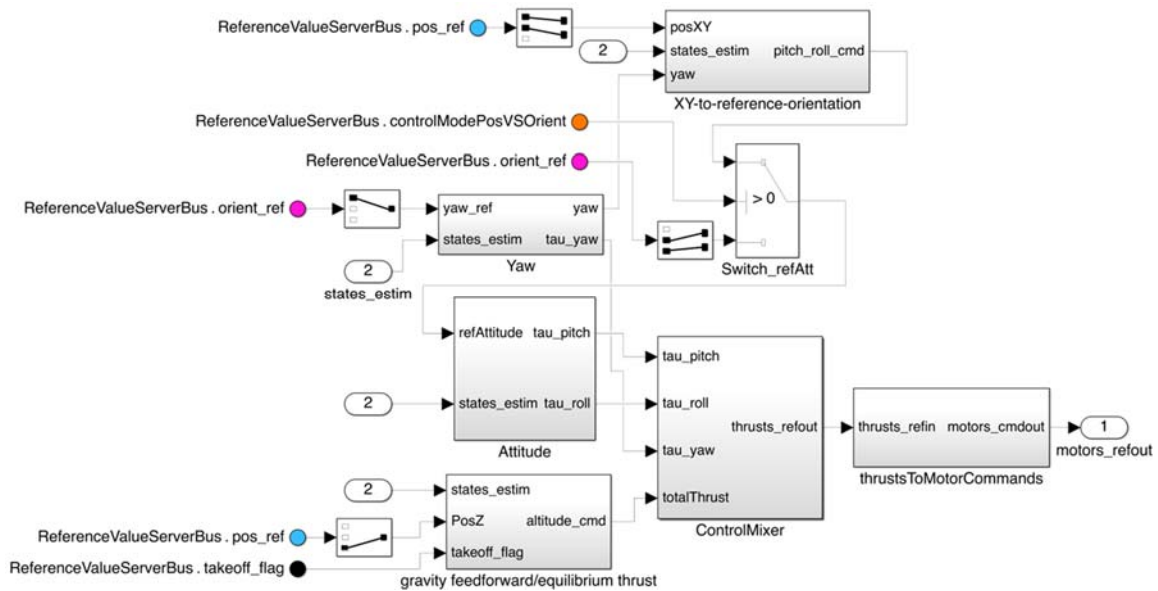 ReferenceValueServerBus . pos_ref
posXY
2
states_estim
pitch_roll_cmd
yaw
XY-to-reference-orientation
ReferenceValueServerBus . controlModePosVSOrient
ReferenceValueServerBus . orient_ref
> 0
Switch_refAtt
ReferenceValueServerBus . orient_ref
yaw_ref
yaw
states_estim
tau_yaw
Yaw
2
states_estim
refAttitude
tau_pitch
2
states_estim
tau_roll
Attitude
tau_pitch
tau_roll
tau_yaw
totalThrust
thrusts_refout
ControlMixer
thrusts_refin
motors_cmdout
thrustsToMotorCommands
1
motors_refout
2
states_estim
PosZ
altitude_cmd
takeoff_flag
gravity feedforward/equilibrium thrust
ReferenceValueServerBus . pos_ref
ReferenceValueServerBus . takeoff_flag